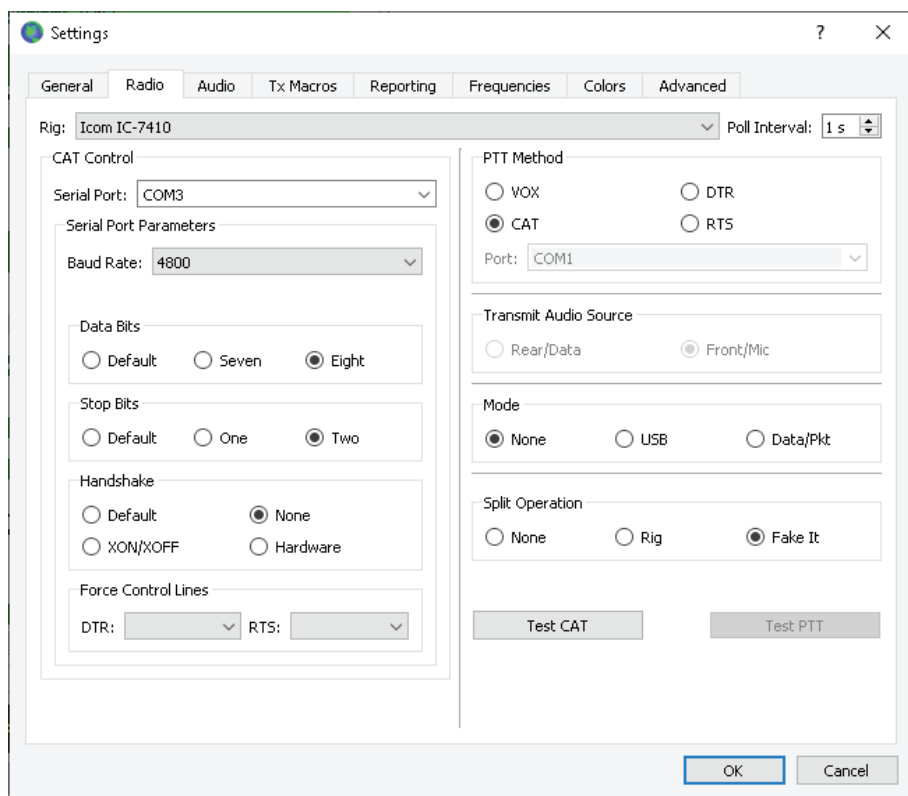 Settings
General Radio Audio Tx Macros Reporting Frequencies Colors Advanced
Rig: Icom IC-7410 Poll Interval: 1 s
CAT Control
Serial Port: COM3
Serial Port Parameters
Baud Rate: 4800
Data Bits
Default Seven Eight
Stop Bits
Default One Two
Handshake
Default None
XON/XOFF Hardware
Force Control Lines
DTR: RTS:
PTT Method
VOX DTR
CAT RTS
Port: COM1
Transmit Audio Source
Rear/Data Front/Mic
Mode
None USB Data/Pkt
Split Operation
None Rig Fake It
Test CAT Test PTT
OK Cancel